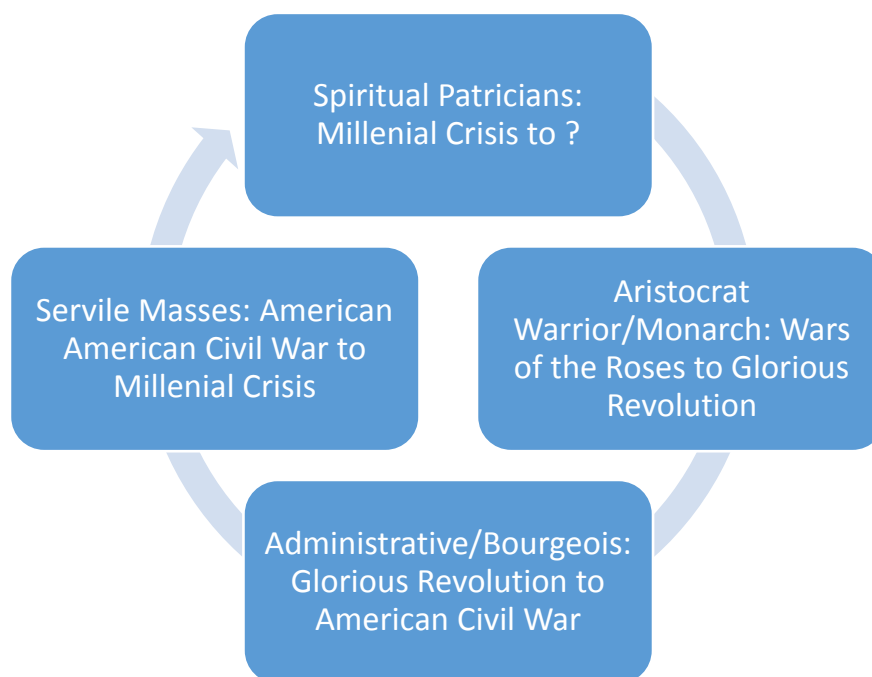 Spiritual Patricians:
Millenial Crisis to ?
Aristocrat
Warrior/Monarch: Wars
of the Roses to Glorious
Revolution
Administrative/Bourgeois:
Glorious Revolution to
American Civil War
Servile Masses: American
American Civil War to
Millenial Crisis